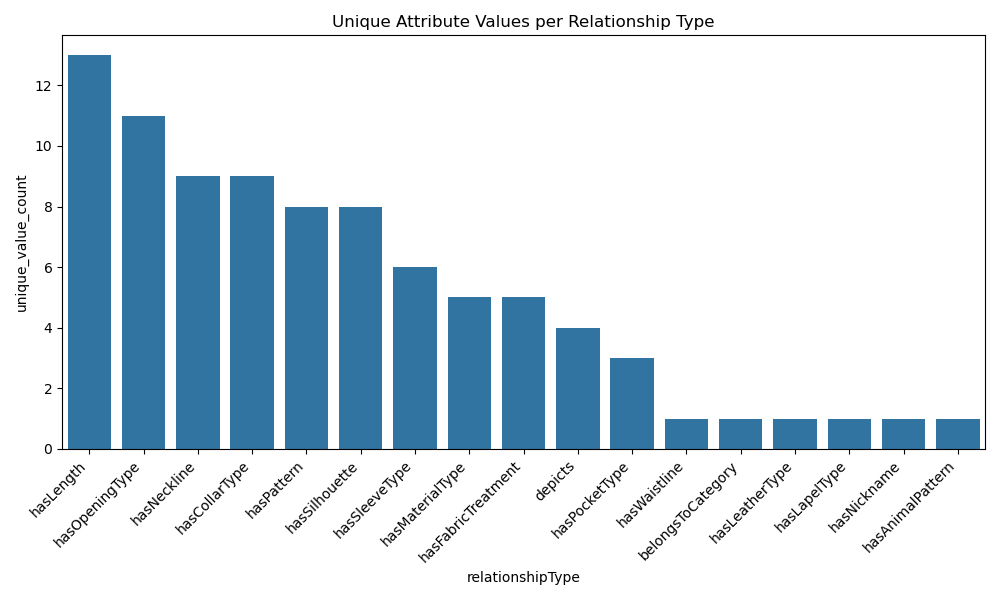 Unique Attribute Values per Relationship Type
unique_value_count
12
10
8
6
4
2
0
hasLength
hasOpeningType
hasNeckline
hasCollarType
hasPattern
hasSilhouette
hasSleeveType
hasMaterialType
hasFabricTreatment
depicts
hasPocketType
hasWaistline
belongsToCategory
hasLeatherType
hasLapelType
hasNickname
hasAnimalPattern
relationshipType